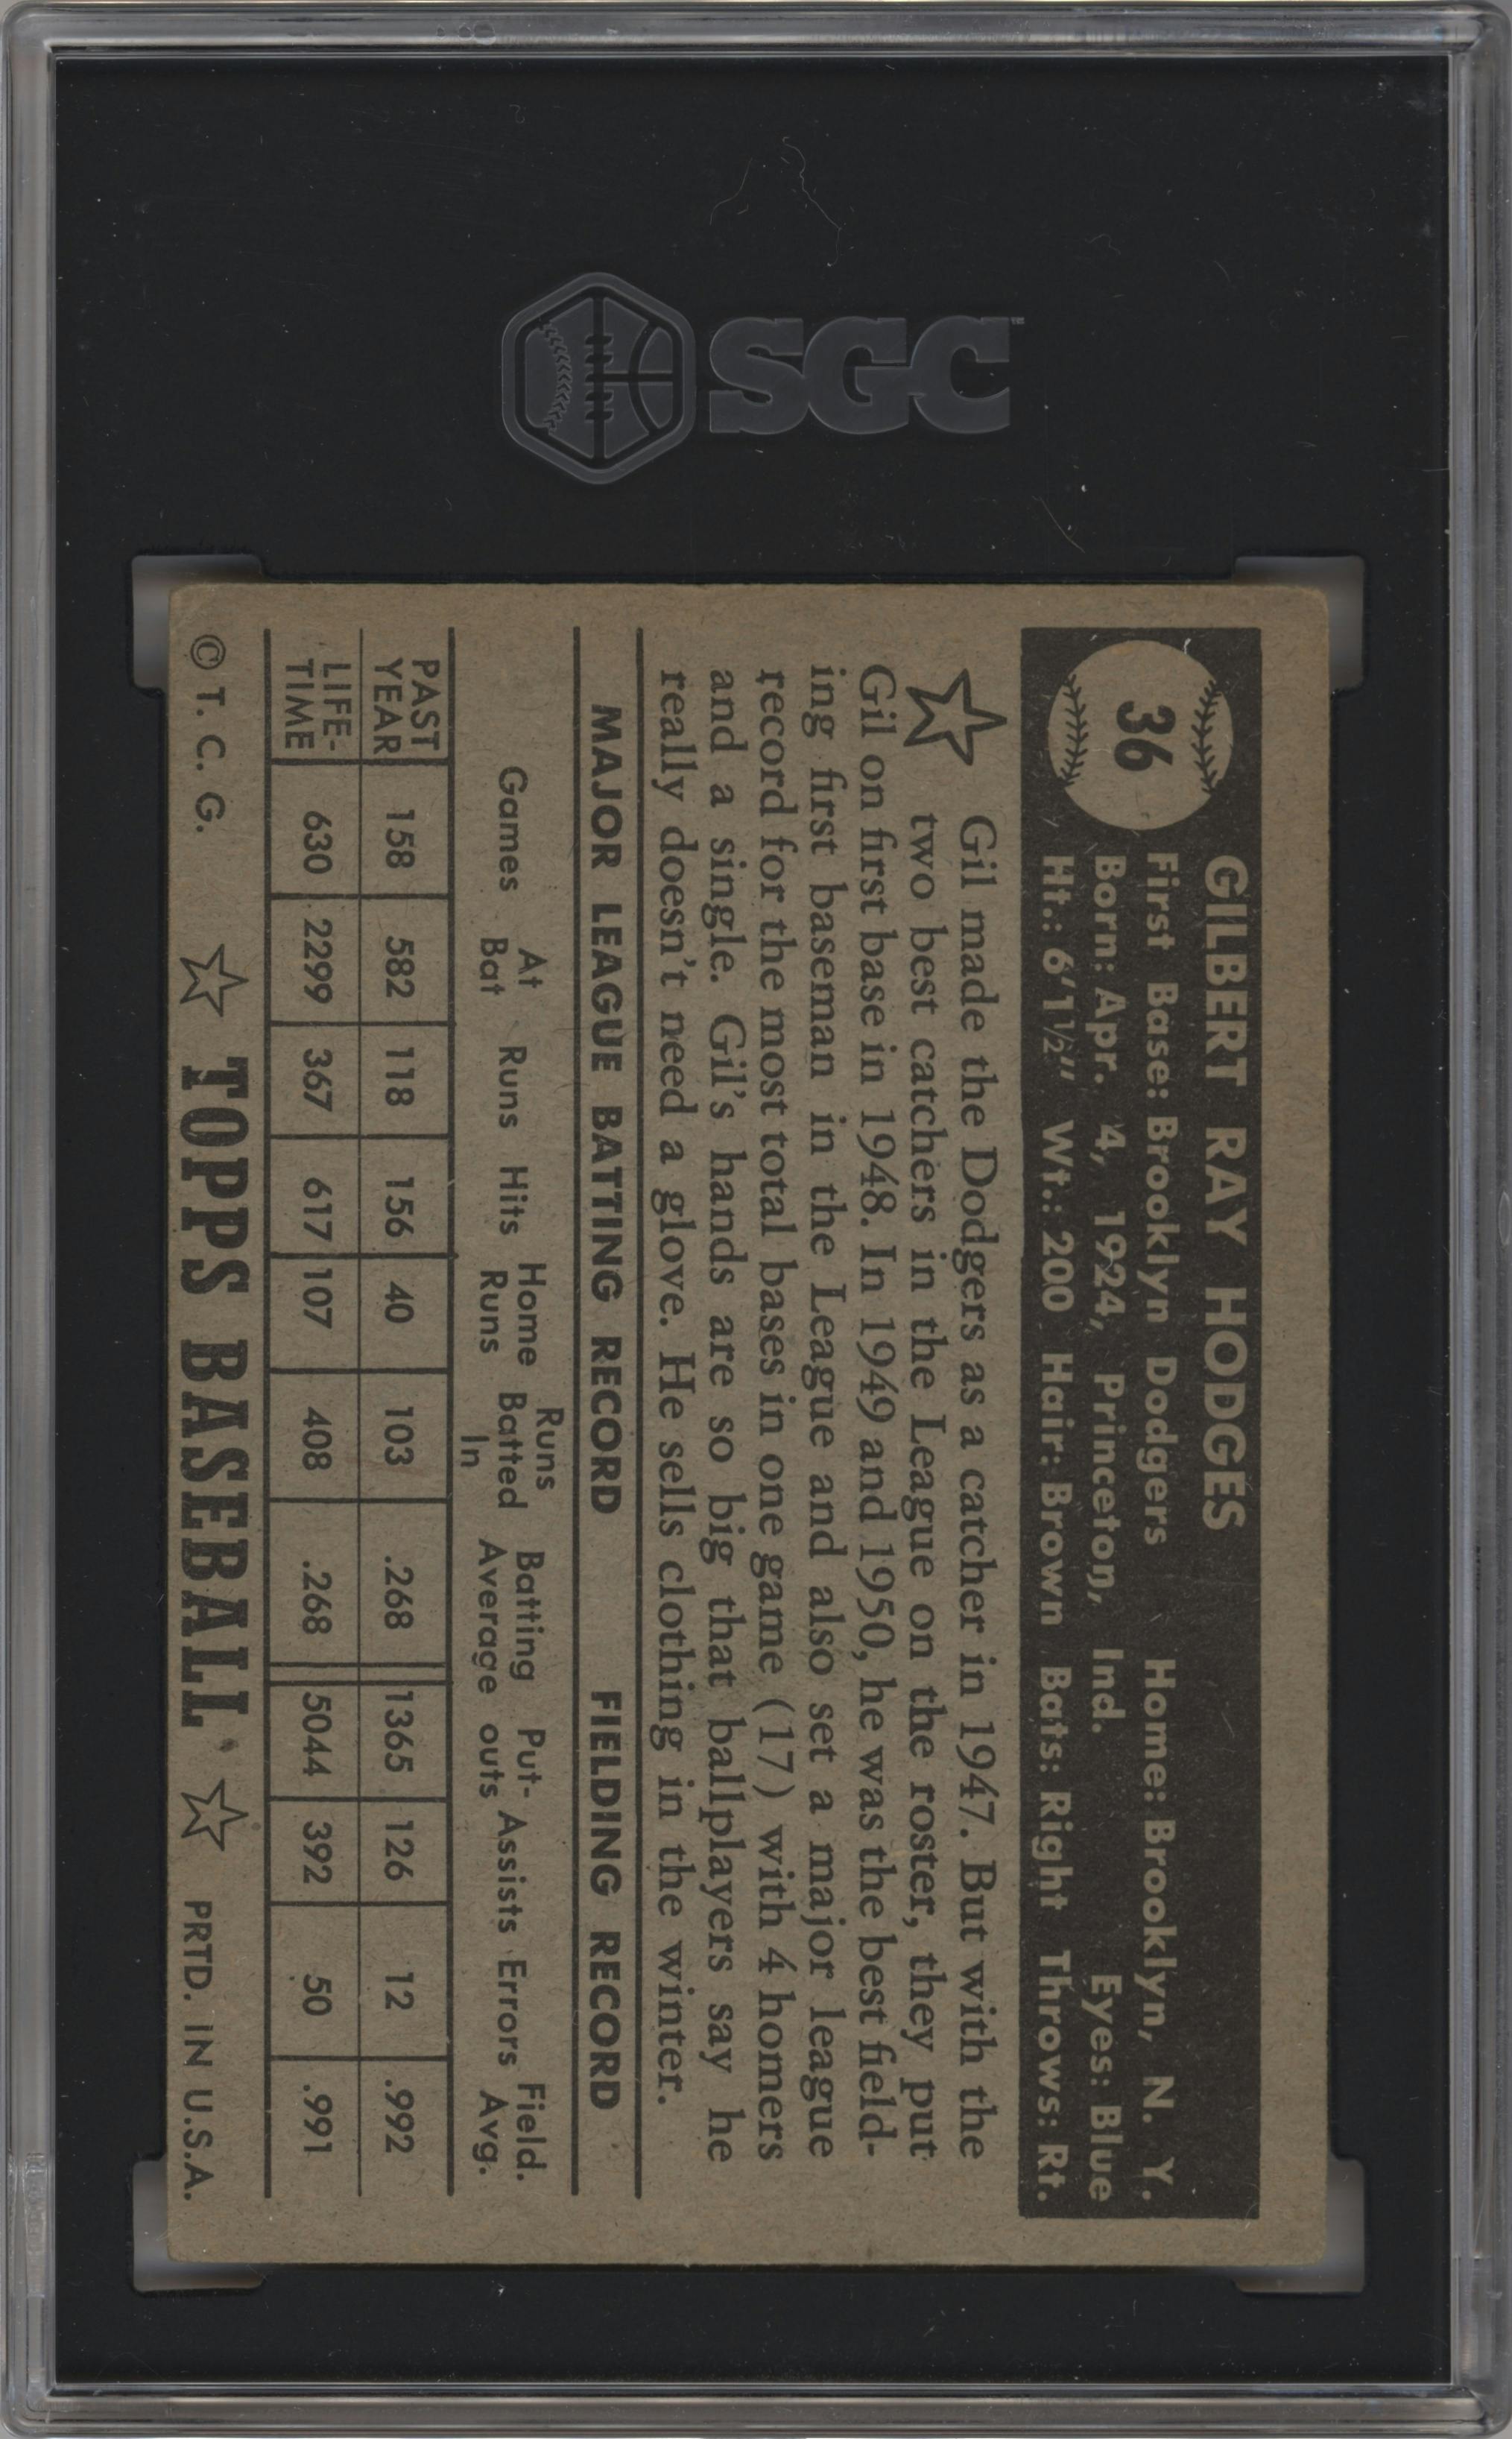 SGC
36
GILBERT RAY HODGES
First Base: Brooklyn Dodgers Home: Brooklyn, N. Y.
Born: Apr. 4, 1924, Princeton, Ind. Eyes: Blue
Ht.: 6'1½" Wt.: 200 Hair: Brown Bats: Right Throws: Rt.
Gil made the Dodgers as a catcher in 1947. But with the
two best catchers in the League on the roster, they put
Gil on first base in 1948. In 1949 and 1950, he was the best field-
ing first baseman in the League and also set a major league
record for the most total bases in one game (17) with 4 homers
and a single. Gil's hands are so big that ballplayers say he
really doesn't need a glove. He sells clothing in the winter.
MAJOR LEAGUE BATTING RECORD FIELDING RECORD
Games At Bat Runs Hits Home Runs Runs Batted In Batting Average Put-outs Assists Errors Field. Avg.
PAST YEAR 158 582 118 156 40 103 .268 1365 126 12 .992
LIFE-TIME 630 2299 367 617 107 408 .268 5044 392 50 .991
© T. C. G. ☆ TOPPS BASEBALL ☆ PRTD. IN U.S.A.